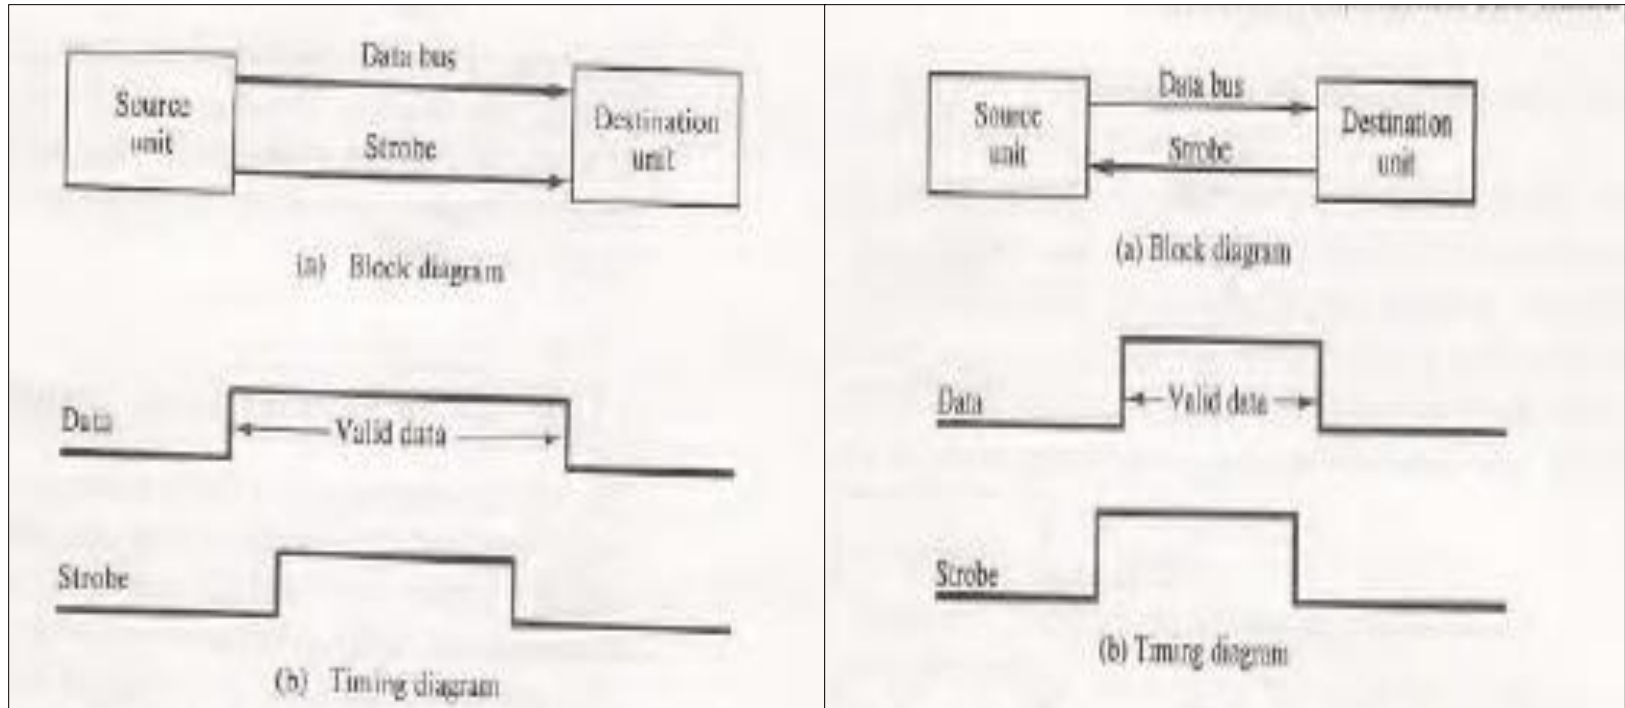 Data bus
Source
unit
Strobe
Destination
unit
(a) Block diagram
Data
Valid data
Strobe
(b) Timing diagram
Data bus
Source
unit
Strobe
Destination
unit
(a) Block diagram
Data
Valid data
Strobe
(b) Timing diagram